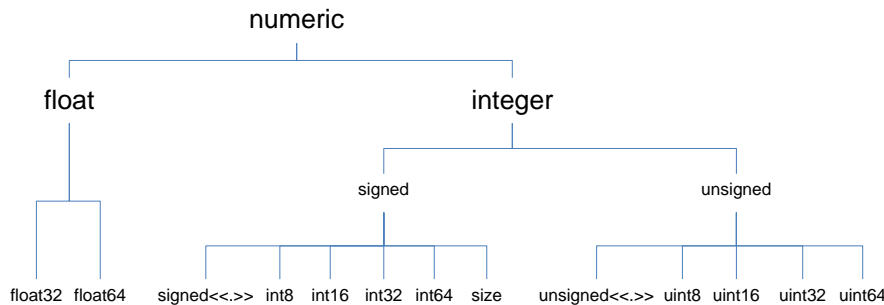 numeric
float integer
signed unsigned
float32 float64 signed<<.>> int8 int16 int32 int64 size unsigned<<.>> uint8 uint16 uint32 uint64